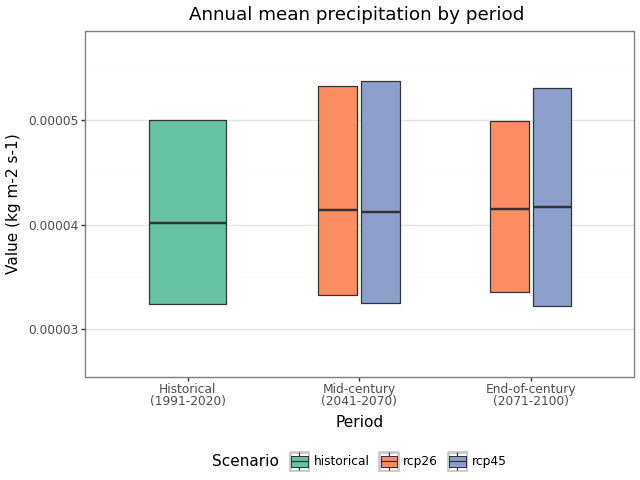 Annual mean precipitation by period
Value (kg m-2 s-1)
0.00005
0.00004
0.00003
Historical
(1991-2020)
Mid-century
(2041-2070)
End-of-century
(2071-2100)
Period
Scenario historical rcp26 rcp45